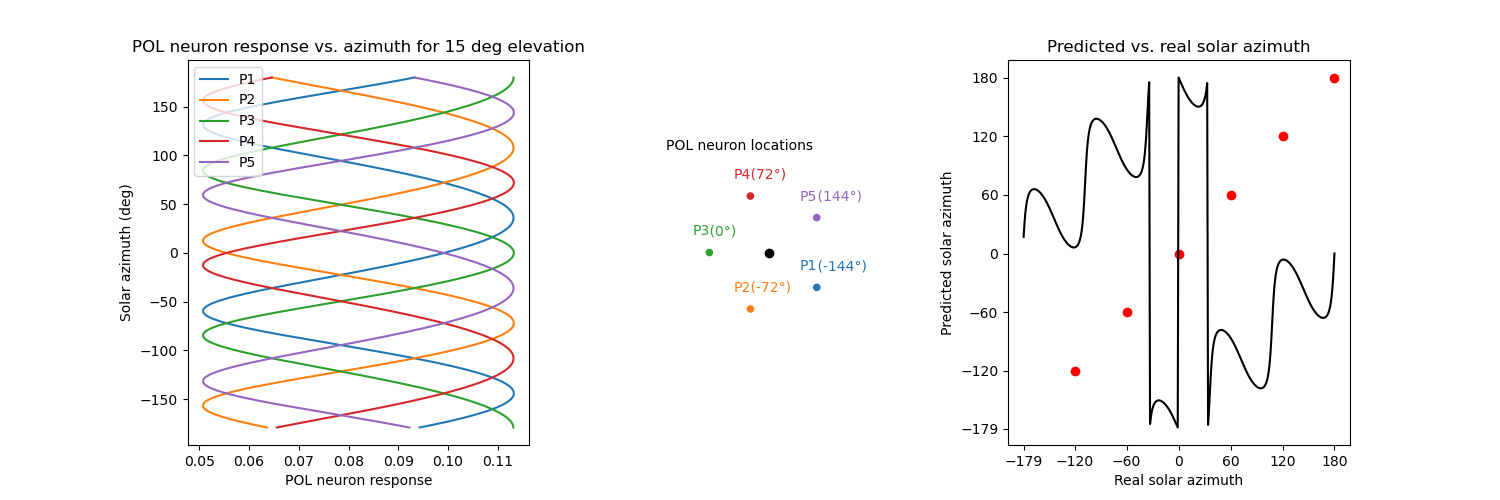 POL neuron response vs. azimuth for 15 deg elevation
P1
P2
P3
P4
P5
150
100
50
0
−50
−100
−150
Solar azimuth (deg)
0.05 0.06 0.07 0.08 0.09 0.10 0.11
POL neuron response
POL neuron locations
P4(72°)
P5(144°)
P3(0°)
P1(-144°)
P2(-72°)
Predicted vs. real solar azimuth
180
120
60
0
−60
−120
−179
Predicted solar azimuth
−179 −120 −60 0 60 120 180
Real solar azimuth